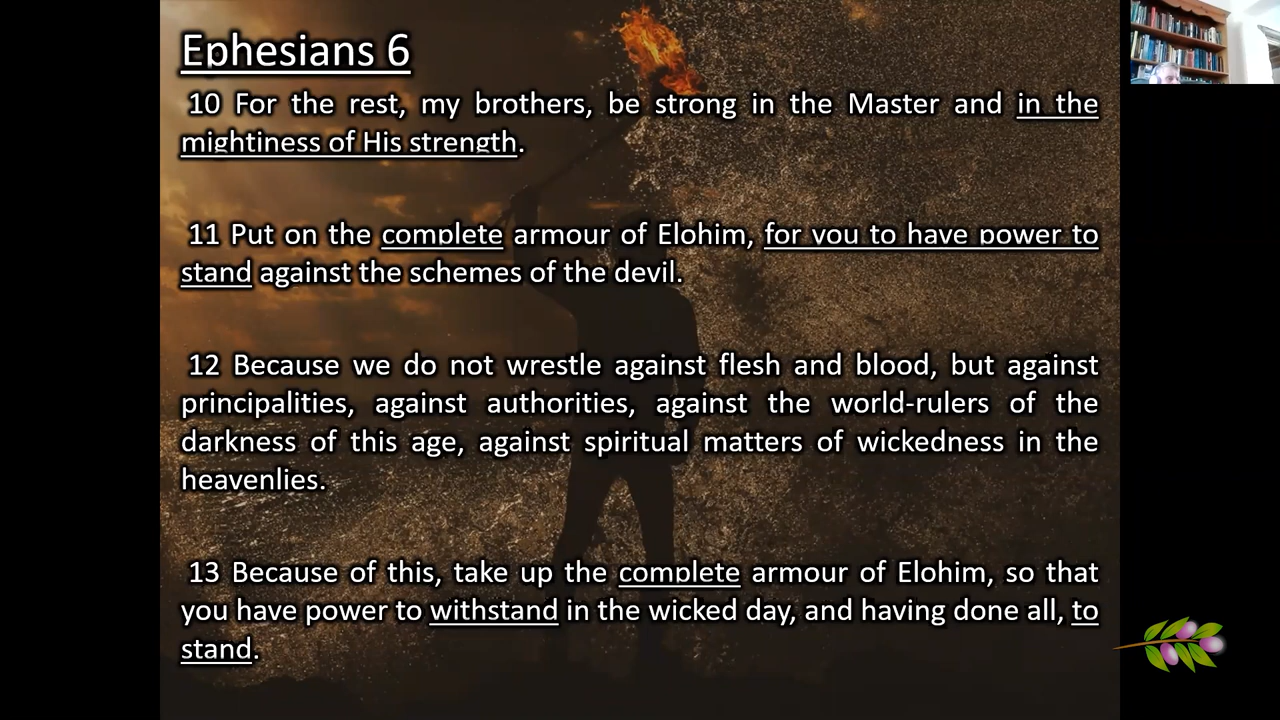 Ephesians 6
10 For the rest, my brothers, be strong in the Master and in the
mightiness of His strength.
11 Put on the complete armour of Elohim, for you to have power to
stand against the schemes of the devil.
12 Because we do not wrestle against flesh and blood, but against
principalities, against authorities, against the world-rulers of the
darkness of this age, against spiritual matters of wickedness in the
heavenlies.
13 Because of this, take up the complete armour of Elohim, so that
you have power to withstand in the wicked day, and having done all, to
stand.